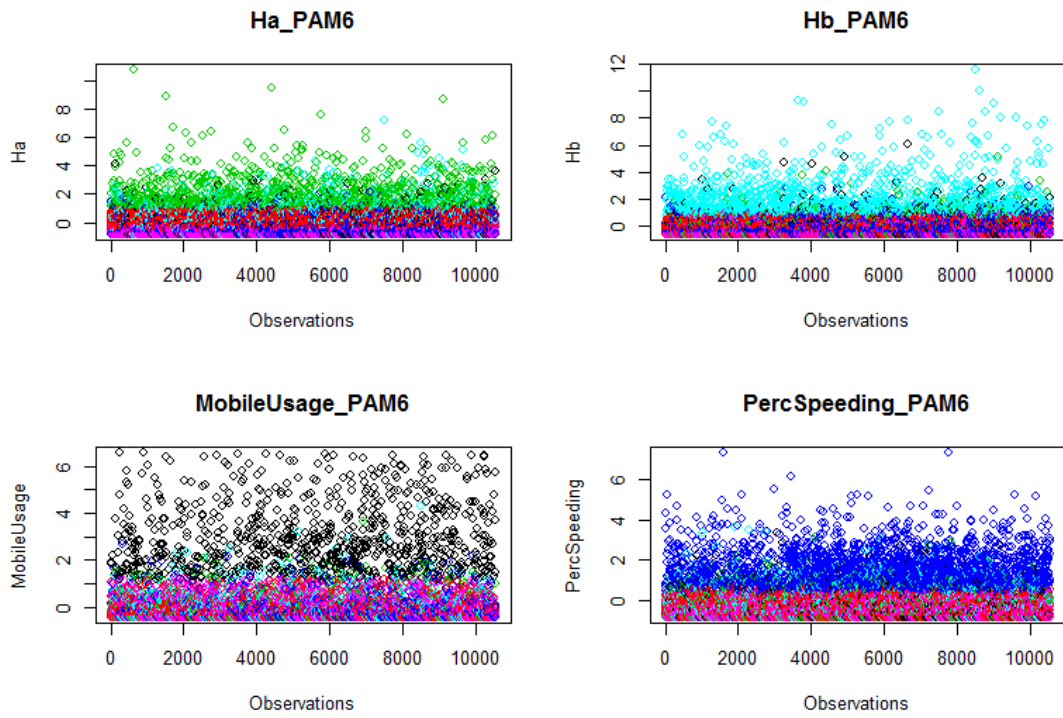 Ha_PAM6
Hb_PAM6
Ha
0 2 4 6 8
0 2000 4000 6000 8000 10000
Observations
Hb
0 2 4 6 8 12
0 2000 4000 6000 8000 10000
Observations
MobileUsage_PAM6
PercSpeeding_PAM6
MobileUsage
0 2 4 6
0 2000 4000 6000 8000 10000
Observations
PercSpeeding
0 2 4 6
0 2000 4000 6000 8000 10000
Observations